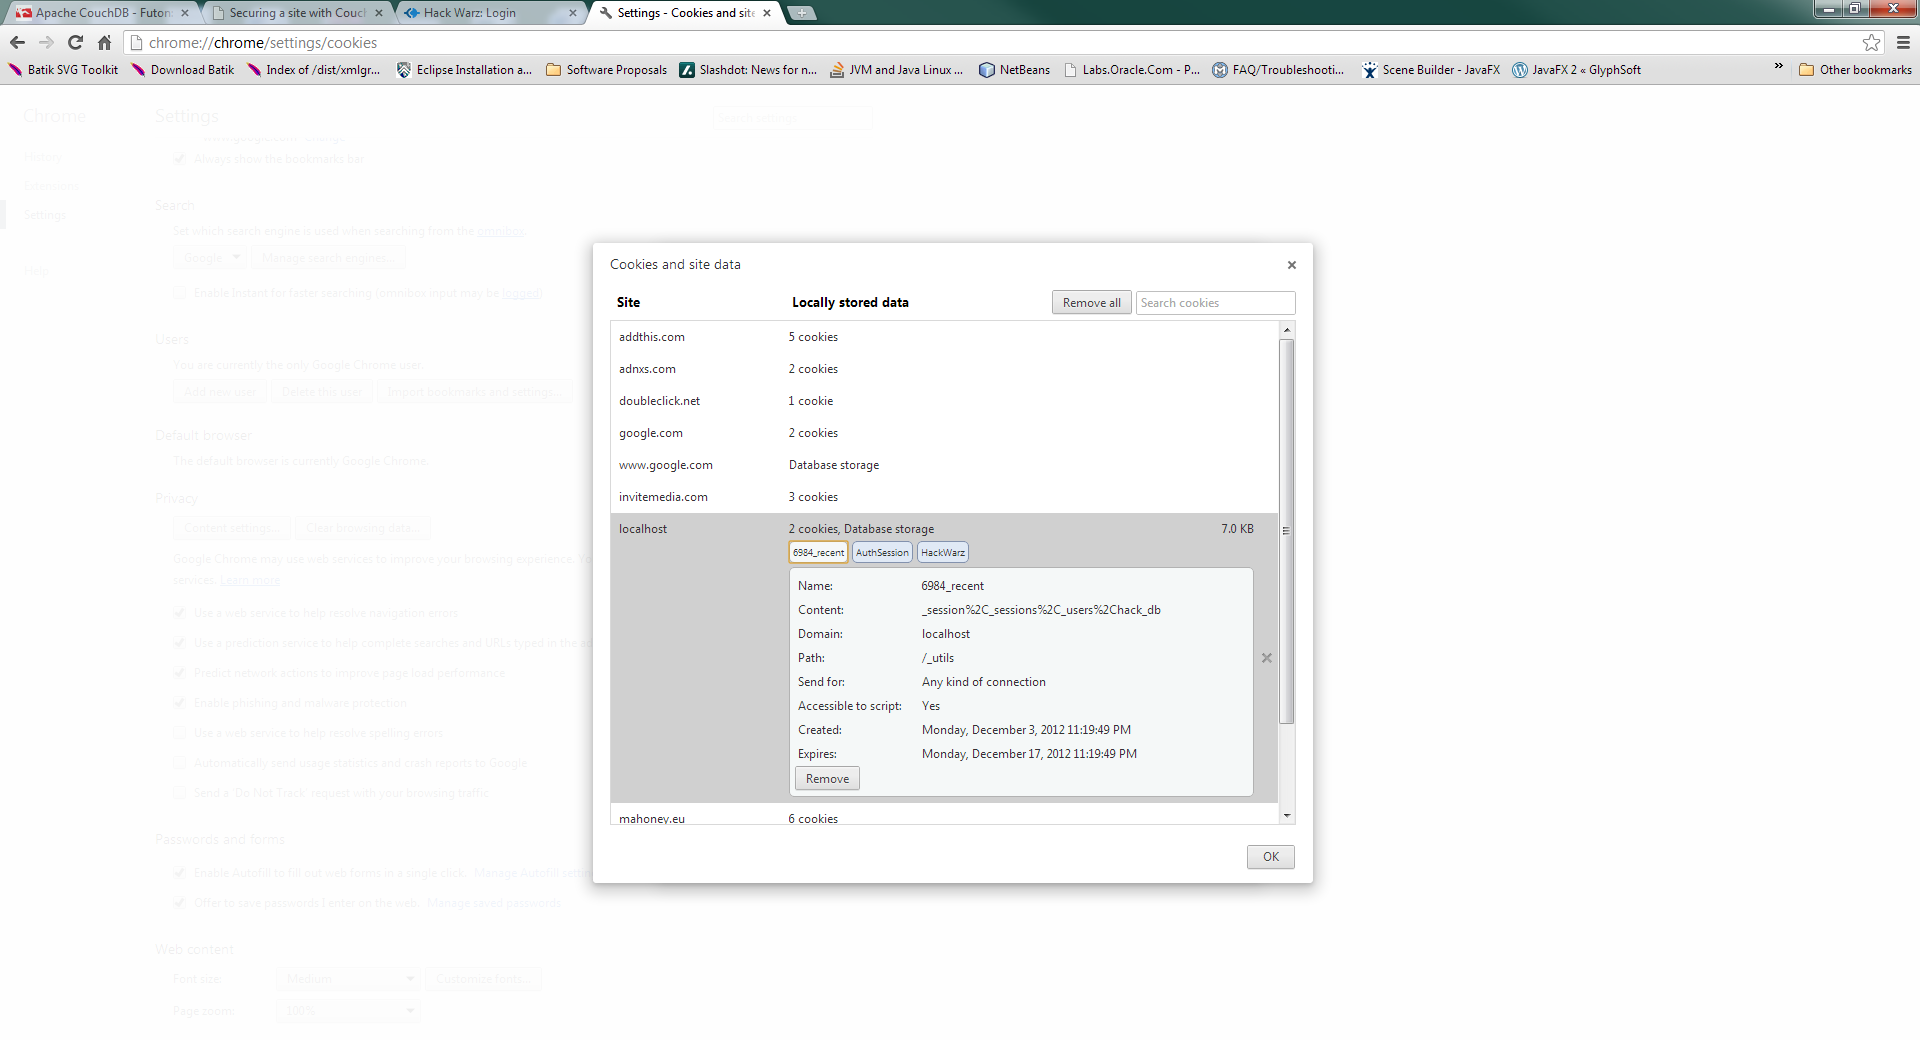 Apache CouchDB - Futon:
Securing a site with Couch
Hack Warz: Login
Settings - Cookies and site
chrome://chrome/settings/cookies
Batik SVG Toolkit
Download Batik
Index of /dist/xmlgr...
Eclipse Installation a...
Software Proposals
Slashdot: News for n...
JVM and Java Linux ...
NetBeans
Labs.Oracle.Com - P...
FAQ/Troubleshooti...
Scene Builder - JavaFX
JavaFX 2 « GlyphSoft
»
Other bookmarks
Chrome
Settings
Search settings
History
Always show the bookmarks bar
Extensions
Settings
Search
Set which search engine is used when searching from the omnibox.
Google
Manage search engines...
Help
Enable Instant for faster searching (omnibox input may be logged)
Users
You are currently the only Google Chrome user.
Add new user
Delete this user
Import bookmarks and settings...
Default browser
The default browser is currently Google Chrome.
Privacy
Content settings...
Clear browsing data...
Google Chrome may use web services to improve your browsing experience.
services. Learn more
Use a web service to help resolve navigation errors
Use a prediction service to help complete searches and URLs typed in the
Predict network actions to improve page load performance
Enable phishing and malware protection
Use a web service to help resolve spelling errors
Automatically send usage statistics and crash reports to Google
Send a 'Do Not Track' request with your browsing traffic
Passwords and forms
Enable Autofill to fill out web forms in a single click. Manage Autofill
Offer to save passwords I enter on the web. Manage saved passwords
Web content
Font size:
Medium
Customize fonts...
Page zoom:
100%
Cookies and site data
Site
Locally stored data
Remove all
Search cookies
addthis.com 5 cookies
adnxs.com 2 cookies
doubleclick.net 1 cookie
google.com 2 cookies
www.google.com Database storage
invitemedia.com 3 cookies
localhost 2 cookies, Database storage 7.0 KB
6984_recent AuthSession HackWarz
Name: 6984_recent
Content: _session%2C_sessions%2C_users%2Chack_db
Domain: localhost
Path: /_utils
Send for: Any kind of connection
Accessible to script: Yes
Created: Monday, December 3, 2012 11:19:49 PM
Expires: Monday, December 17, 2012 11:19:49 PM
Remove
mahoney.eu 6 cookies
OK